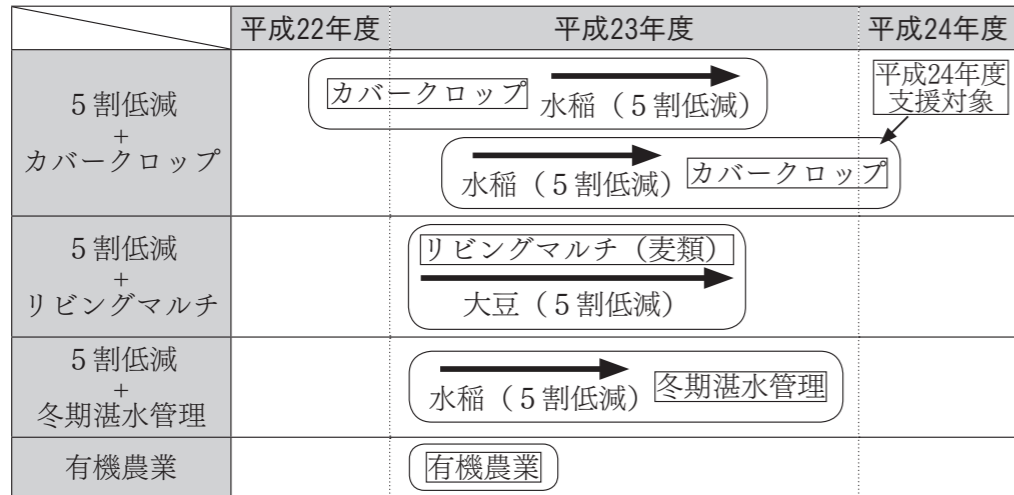 平成22年度 平成23年度 平成24年度
5割低減
+
カバークロップ
カバークロップ 水稲（5割低減）
平成24年度
支援対象
水稲（5割低減） カバークロップ
5割低減
+
リビングマルチ
リビングマルチ（麦類）
大豆（5割低減）
5割低減
+
冬期湛水管理
水稲（5割低減） 冬期湛水管理
有機農業 有機農業